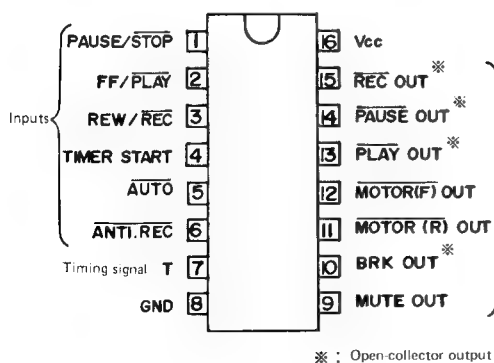 PAUSE/STOP 1
FF/PLAY 2
REW/REC 3
Inputs
TIMER START 4
AUTO 5
ANTI.REC 6
Timing signal T 7
GND 8
16 Vcc
15 REC OUT ※
14 PAUSE OUT ※
13 PLAY OUT ※
12 MOTOR(F) OUT
11 MOTOR (R) OUT
10 BRK OUT ※
9 MUTE OUT
※ : Open-collector output